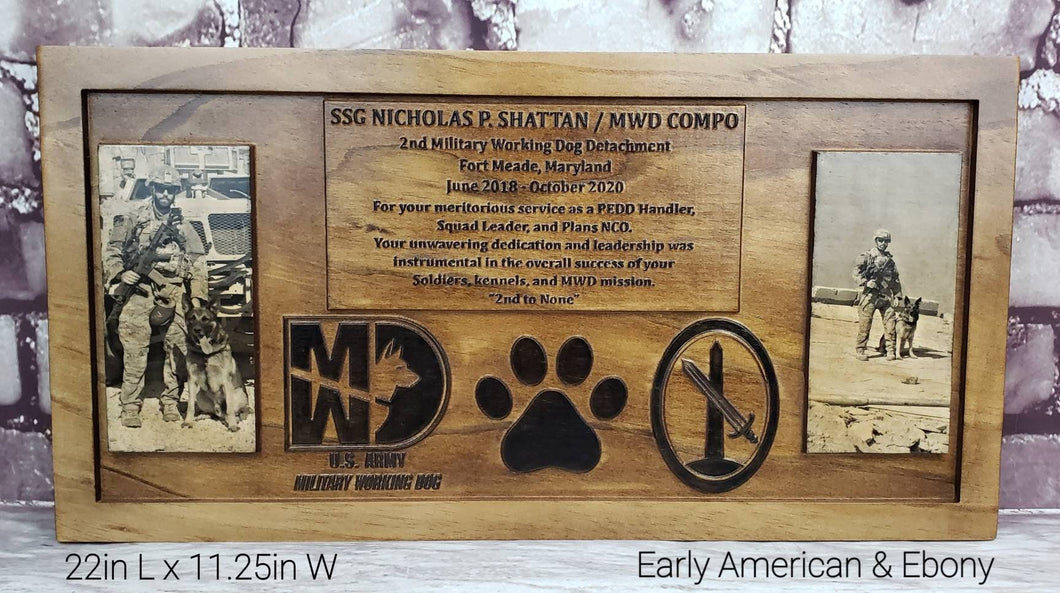 SSG NICHOLAS P. SHATTAN / MWD COMPO
2nd Military Working Dog Detachment
Fort Meade, Maryland
June 2018 - October 2020
For your meritorious service as a PEDD Handler,
Squad Leader, and Plans NCO.
Your unwavering dedication and leadership was
instrumental in the overall success of your
Soldiers, kennels, and MWD mission.
"2nd to None"
MWD
U.S. ARMY
MILITARY WORKING DOG
22in L x 11.25in W
Early American & Ebony